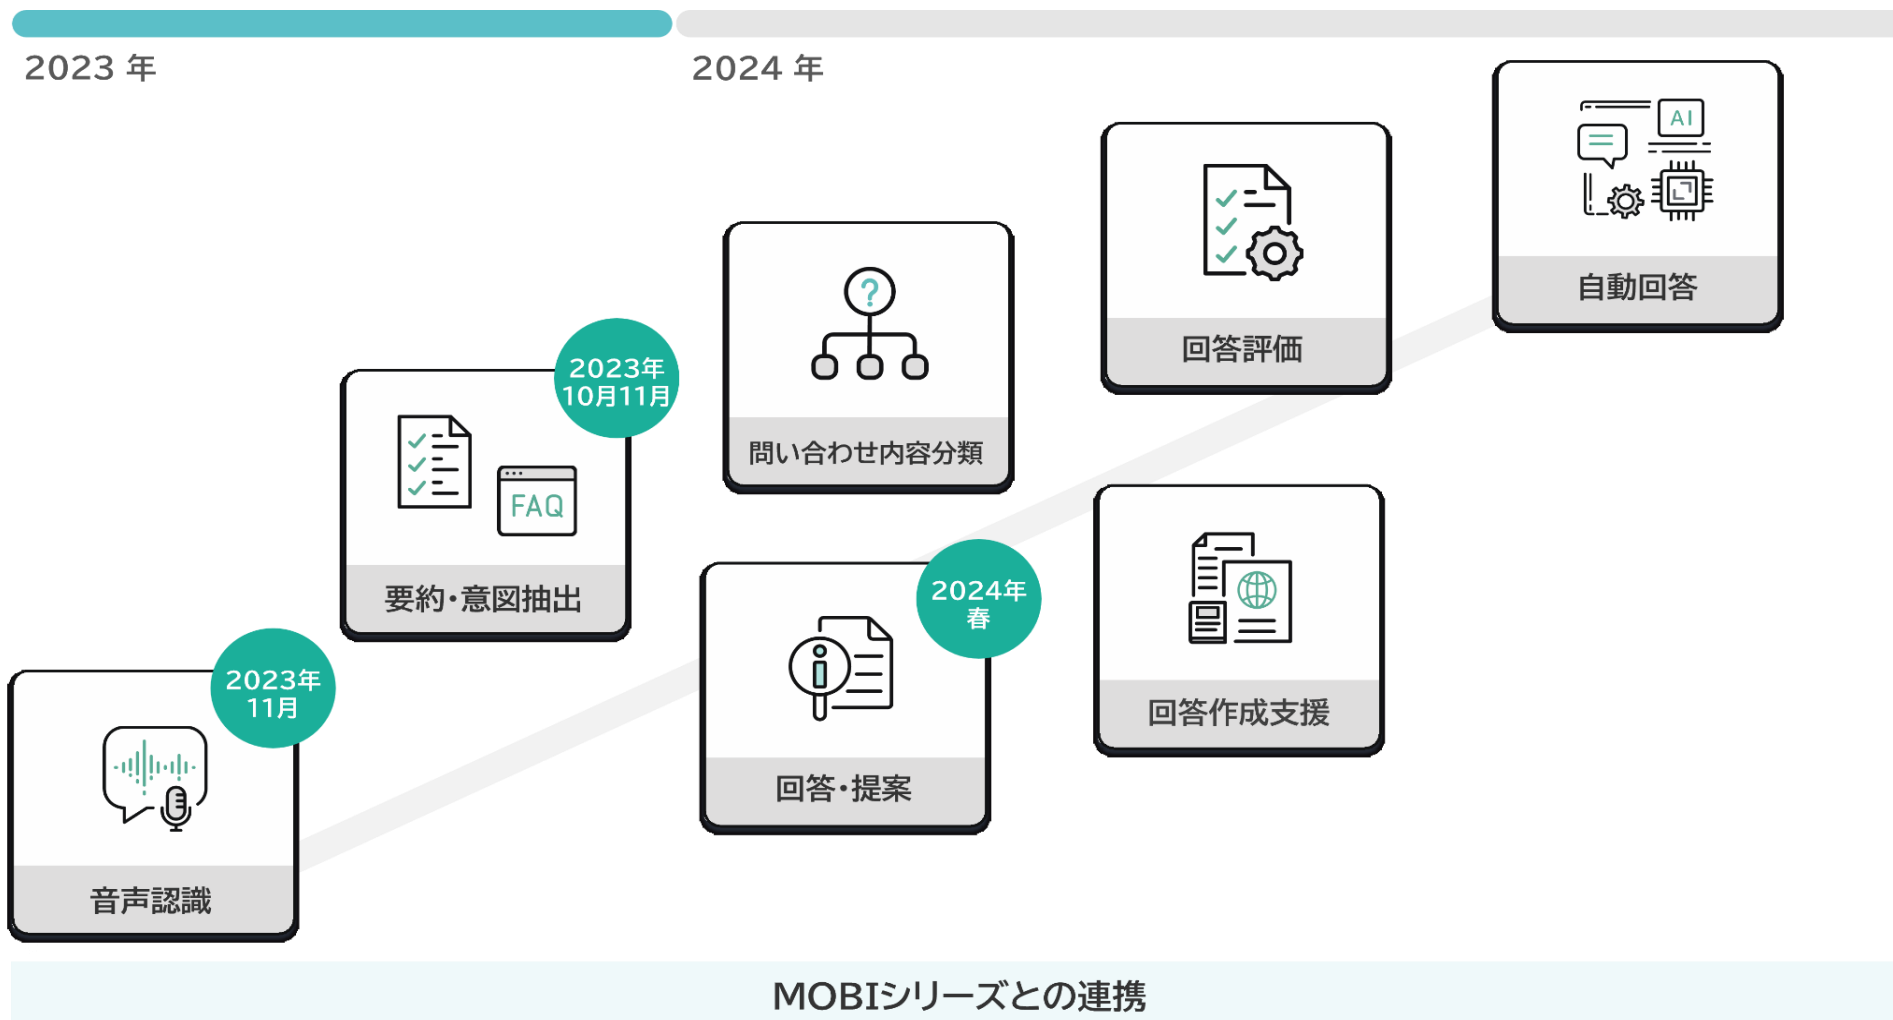 2023 年
2024 年
AI
自動回答
回答評価
?
問い合わせ内容分類
2023年
10月11月
FAQ
要約・意図抽出
2024年
春
i
回答・提案
回答作成支援
2023年
11月
音声認識
MOBIシリーズとの連携